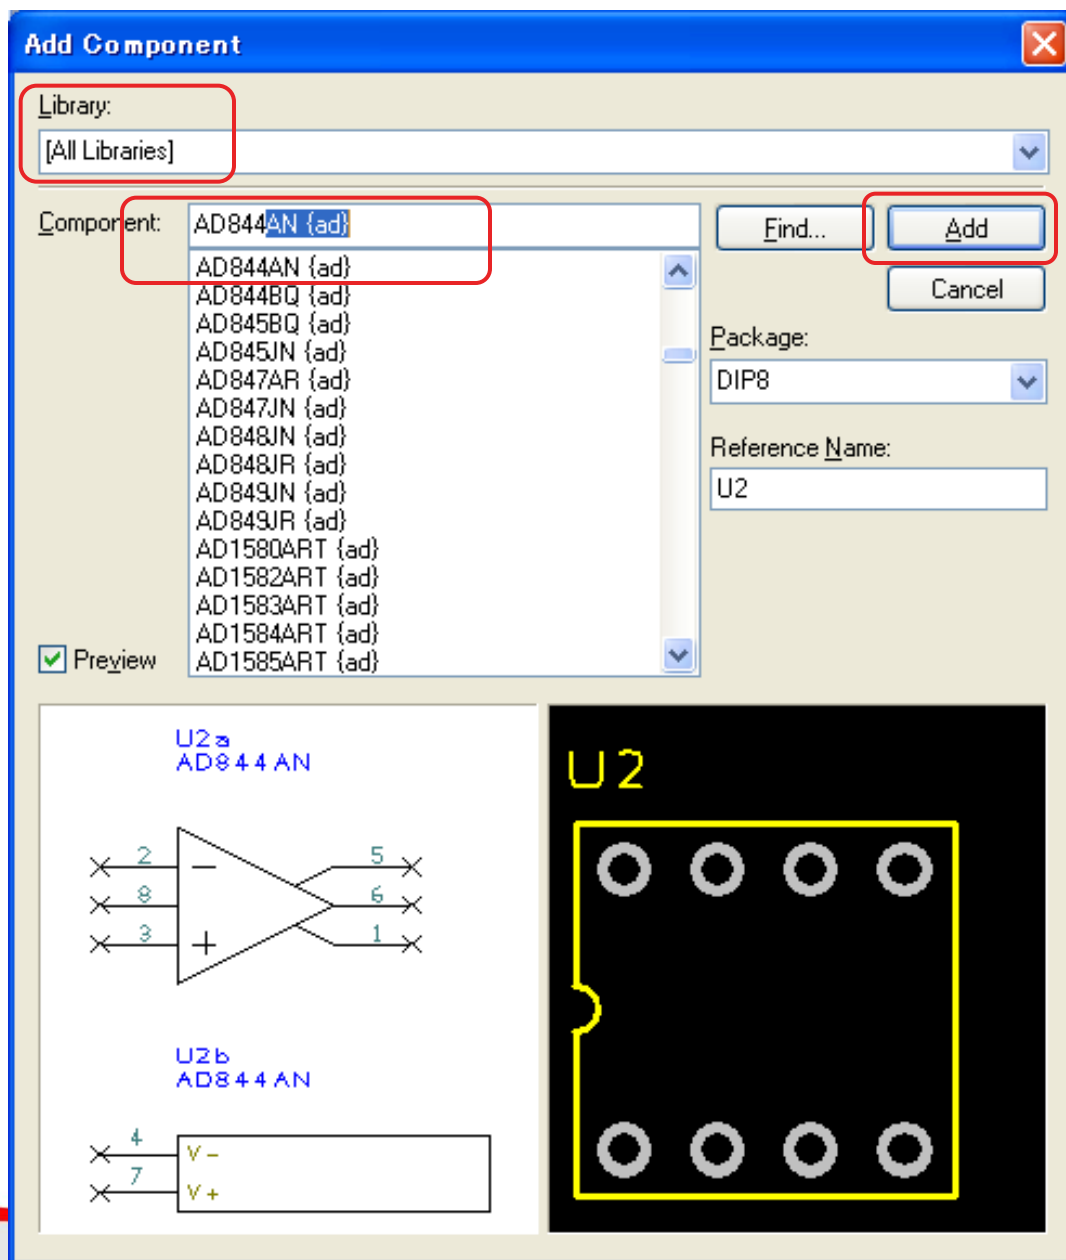 Add Component
Library:
[All Libraries]
Component:
AD844AN {ad}
Find...
Add
AD844AN {ad}
AD844BQ {ad}
AD845BQ {ad}
AD845JN {ad}
AD847AR {ad}
AD847JN {ad}
AD848JN {ad}
AD848JR {ad}
AD849JN {ad}
AD849JR {ad}
AD1580ART {ad}
AD1582ART {ad}
AD1583ART {ad}
AD1584ART {ad}
AD1585ART {ad}
Cancel
Package:
DIP8
Reference Name:
U2
Preview
U2a
AD844AN
2
8
3
5
6
1
−
+
U2b
AD844AN
4
7
V-
V+
U2